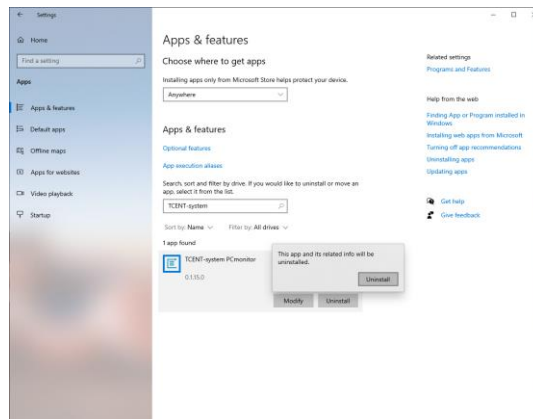 Settings
Home
Find a setting
Apps
Apps & features
Default apps
Offline maps
Apps for websites
Video playback
Startup
Apps & features
Choose where to get apps
Installing apps only from Microsoft Store helps protect your device.
Anywhere
Apps & features
Optional features
App execution aliases
Search, sort and filter by drive. If you would like to uninstall or move an
app, select it from the list.
TCENT-system
Sort by: Name
Filter by: All drives
1 app found
TCENT-system PCmonitor
0.1.15.0
This app and its related info will be
uninstalled.
Uninstall
Modify
Uninstall
Related settings
Programs and Features
Help from the web
Finding App or Program installed in
Windows
Installing web apps from Microsoft
Turning off app recommendations
Uninstalling apps
Updating apps
Get help
Give feedback